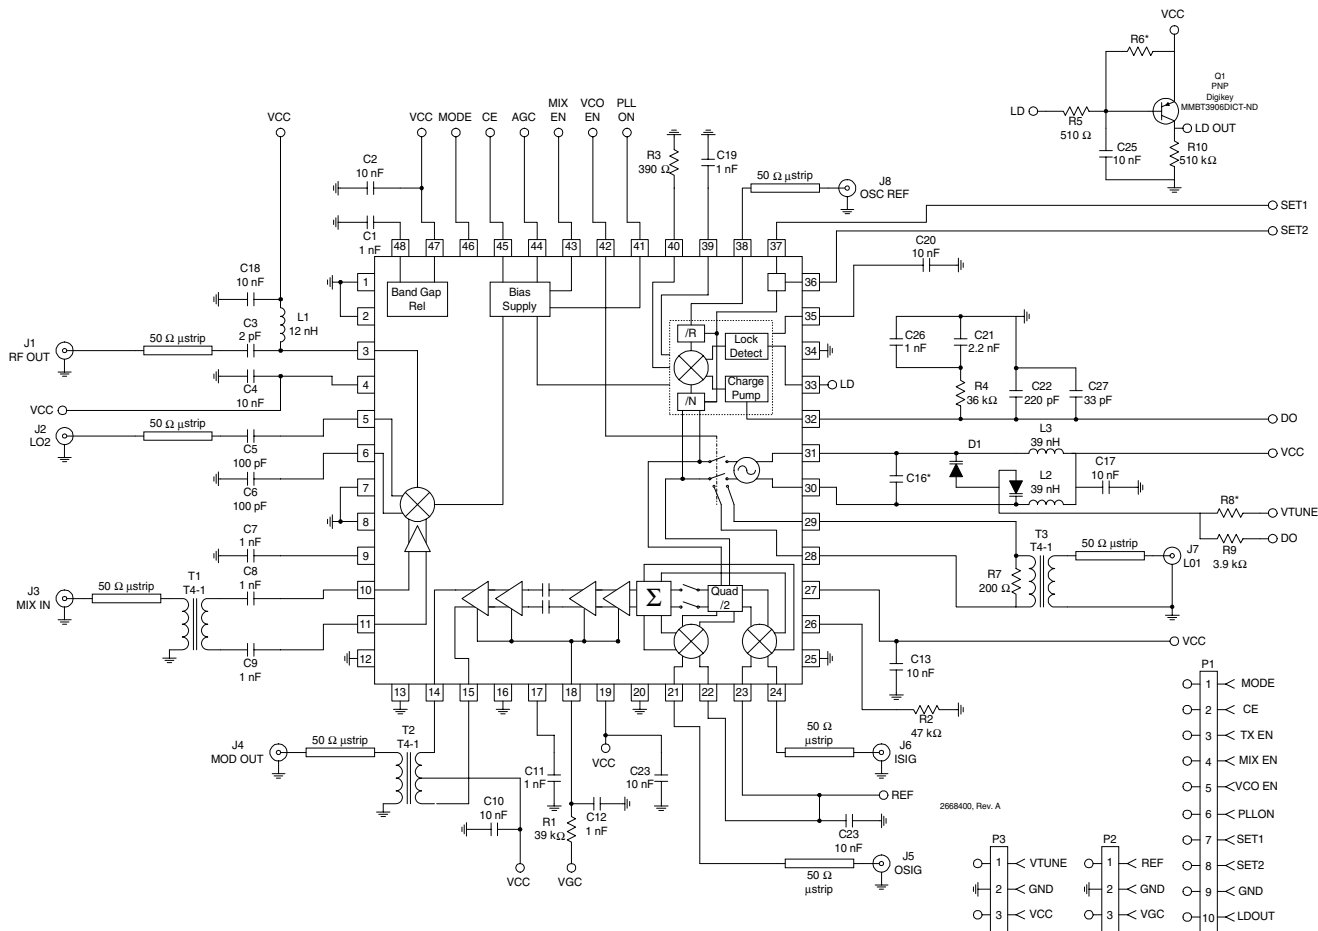 VCC
R6*
Q1
PNP
Digikey
MMBT3906DICT-ND
LD
R5
510 Ω
LD OUT
C25
10 nF
R10
510 kΩ
VCC
VCC
MODE
CE
AGC
MIX
EN
VCO
EN
PLL
ON
C2
10 nF
C1
1 nF
R3
390 Ω
C19
1 nF
50 Ω µstrip
J8
OSC REF
SET1
SET2
C20
10 nF
48
47
46
45
44
43
42
41
40
39
38
37
C18
10 nF
L1
12 nH
J1
RF OUT
50 Ω µstrip
C3
2 pF
C4
10 nF
VCC
J2
LO2
50 Ω µstrip
C5
100 pF
C6
100 pF
C7
1 nF
C8
1 nF
J3
MIX IN
50 Ω µstrip
T1
T4-1
C9
1 nF
1
2
3
4
5
6
7
8
9
10
11
12
Band Gap
Rel
Bias
Supply
/R
Lock
Detect
Charge
Pump
/N
Σ
Quad
/2
36
35
34
33
32
31
30
29
28
27
26
25
LD
C26
1 nF
C21
2.2 nF
R4
36 kΩ
C22
220 pF
C27
33 pF
DO
L3
39 nH
D1
VCC
C16*
L2
39 nH
C17
10 nF
R8*
VTUNE
R9
3.9 kΩ
DO
T3
T4-1
50 Ω µstrip
J7
L01
R7
200 Ω
VCC
C13
10 nF
R2
47 kΩ
13
14
15
16
17
18
19
20
21
22
23
24
J4
MOD OUT
50 Ω µstrip
T2
T4-1
C10
10 nF
VCC
C11
1 nF
R1
39 kΩ
C12
1 nF
VGC
VCC
C23
10 nF
50 Ω
µstrip
J6
ISIG
REF
C23
10 nF
50 Ω
µstrip
J5
OSIG
2668400, Rev. A
P1
1 MODE
2 CE
3 TX EN
4 MIX EN
5 VCO EN
6 PLLON
7 SET1
8 SET2
9 GND
10 LDOUT
P3
1 VTUNE
2 GND
3 VCC
P2
1 REF
2 GND
3 VGC